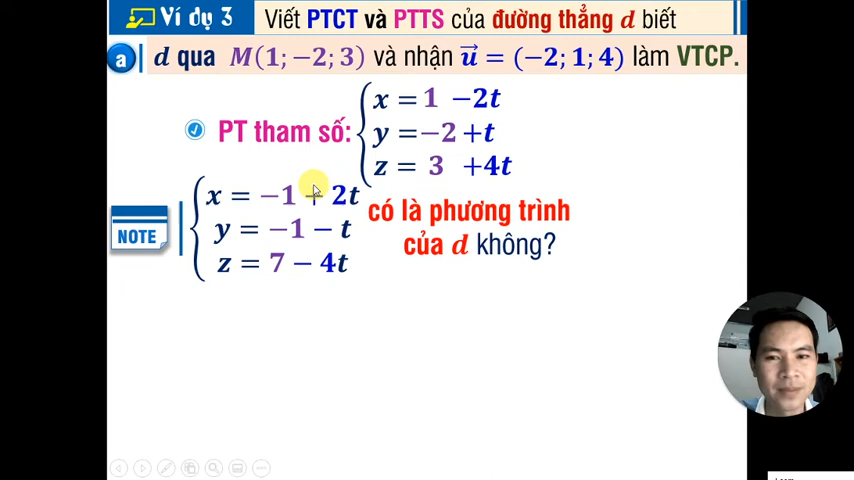 Ví dụ 3
Viết PTCT và PTTS của đường thẳng d biết
a d qua M(1; −2; 3) và nhận u⃗ = (−2; 1; 4) làm VTCP.
PT tham số: { x = 1 −2t
y = −2 + t
z = 3 +4t
NOTE { x = −1 + 2t
y = −1 − t
z = 7 − 4t
có là phương trình
của d không?